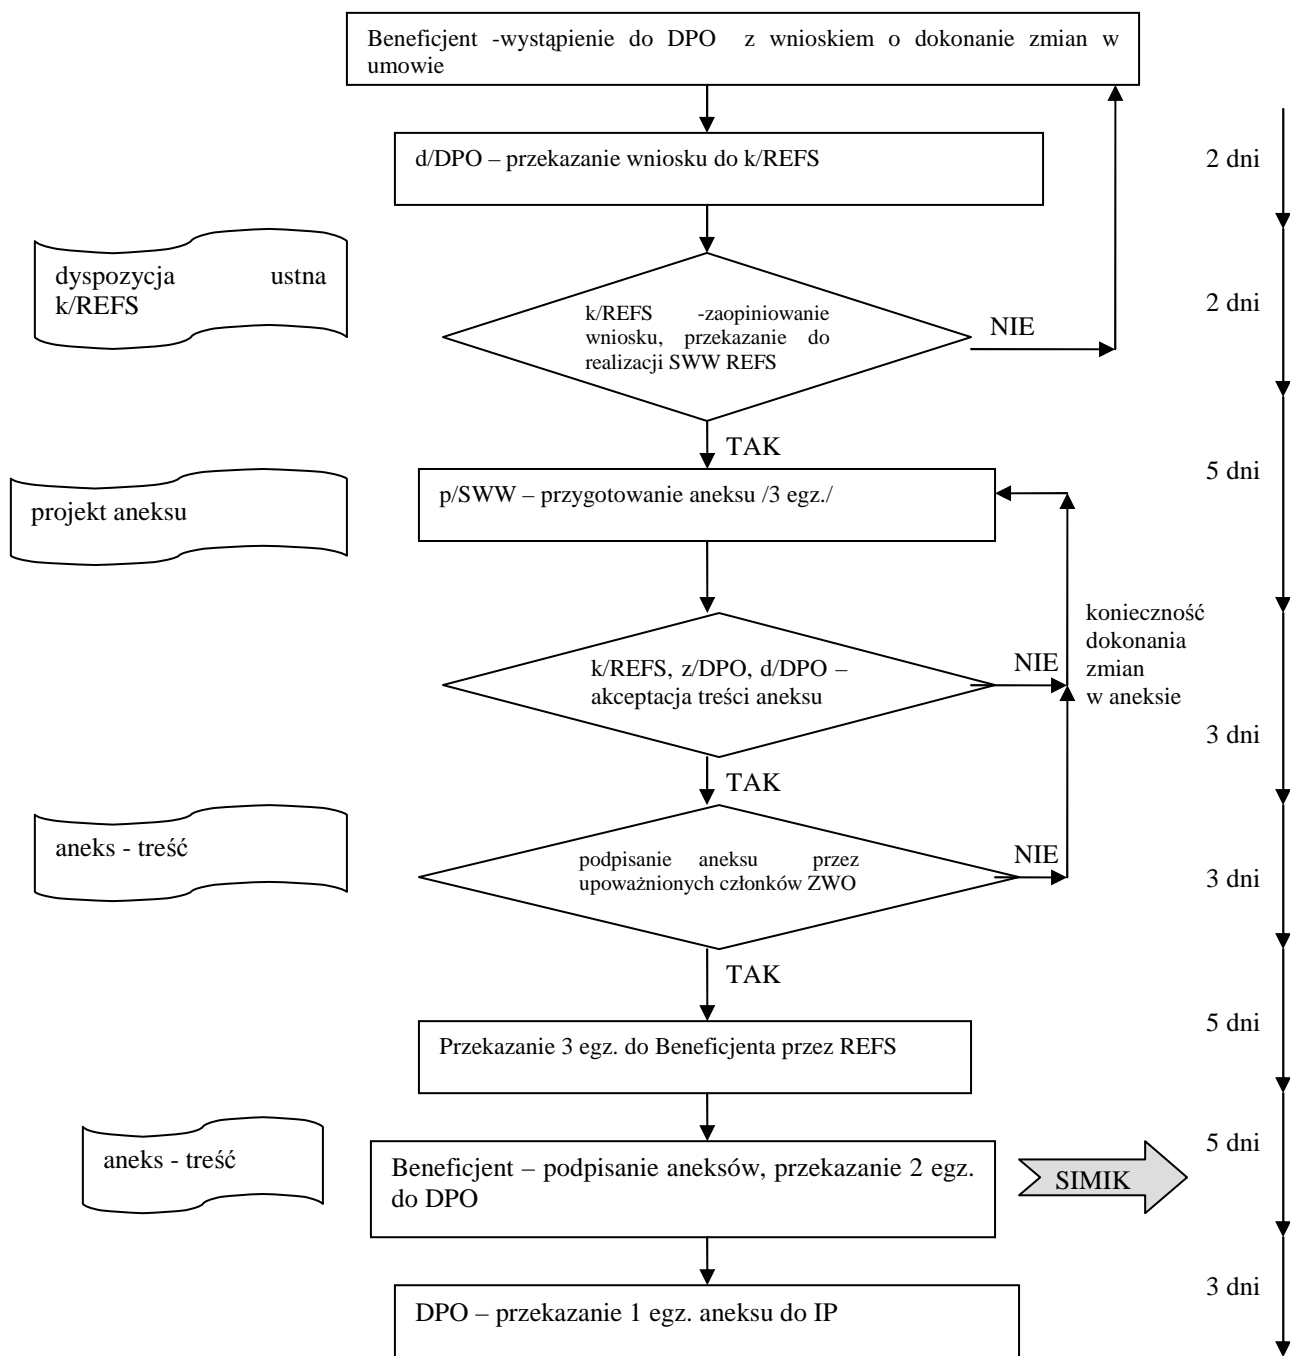 Beneficjent -wystąpienie do DPO z wnioskiem o dokonanie zmian w
umowie
d/DPO – przekazanie wniosku do k/REFS
2 dni
dyspozycja ustna
k/REFS
k/REFS -zaopiniowanie
wniosku, przekazanie do
realizacji SWW REFS
NIE
2 dni
TAK
projekt aneksu
p/SWW – przygotowanie aneksu /3 egz./
5 dni
k/REFS, z/DPO, d/DPO –
akceptacja treści aneksu
NIE
konieczność
dokonania
zmian
w aneksie
3 dni
TAK
aneks - treść
podpisanie aneksu przez
upoważnionych członków ZWO
NIE
3 dni
TAK
Przekazanie 3 egz. do Beneficjenta przez REFS
5 dni
aneks - treść
Beneficjent – podpisanie aneksów, przekazanie 2 egz.
do DPO
SIMIK
5 dni
DPO – przekazanie 1 egz. aneksu do IP
3 dni